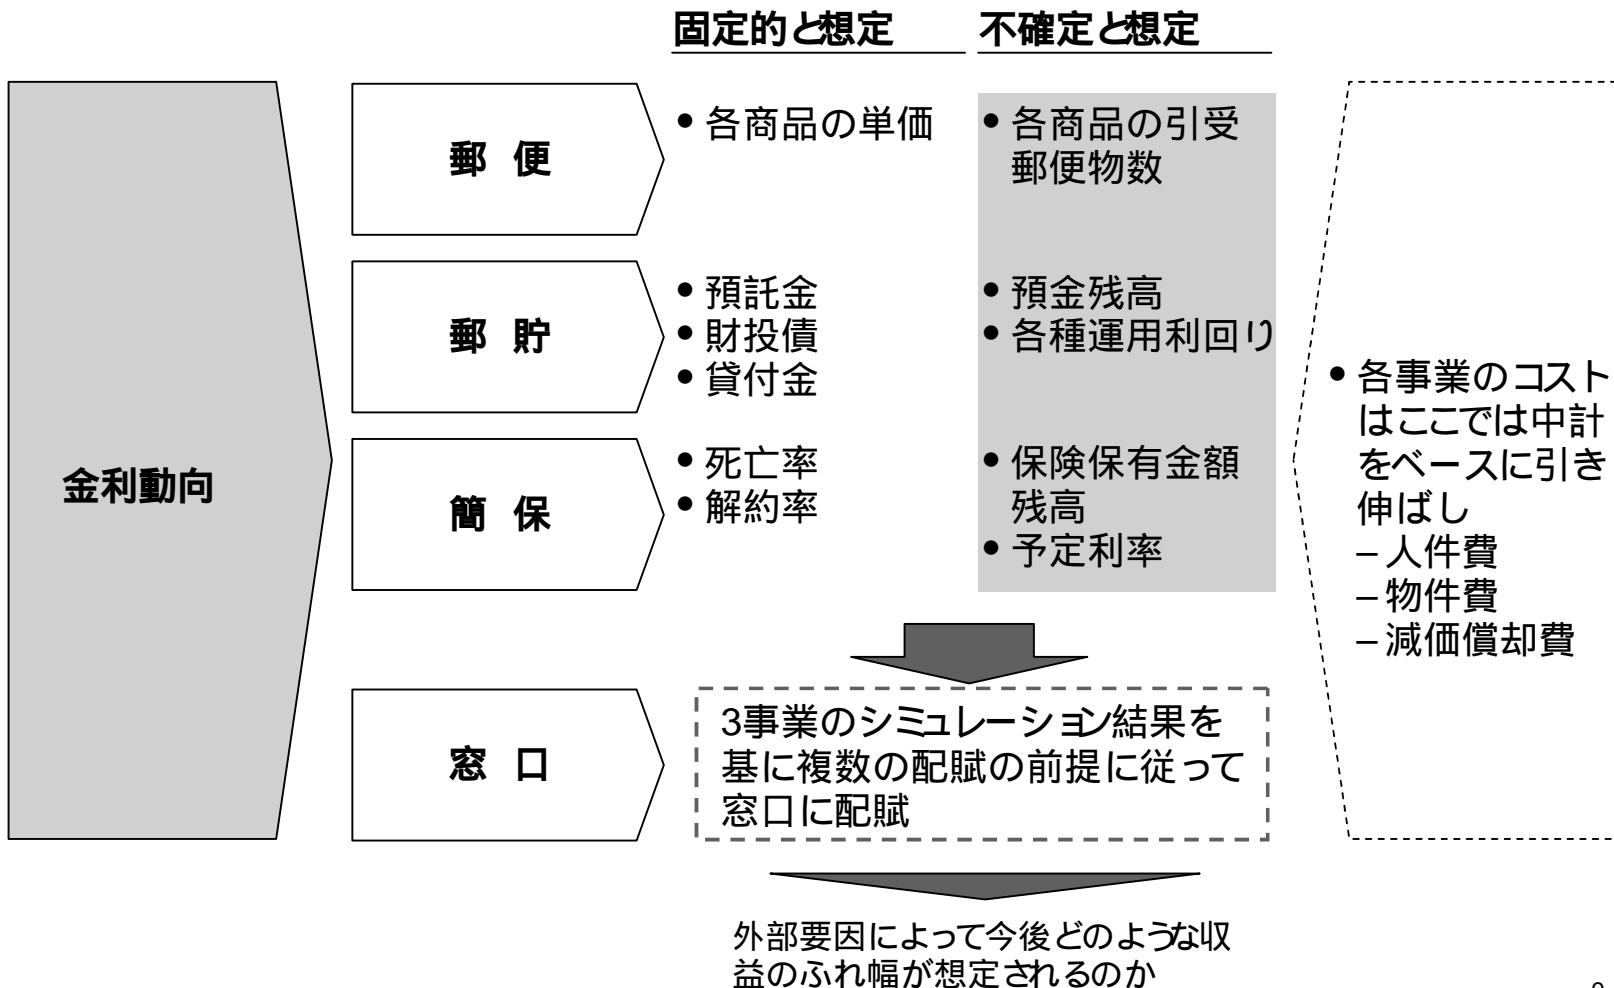 固定的と想定
不確定と想定
金利動向
郵 便
• 各商品の単価
• 各商品の引受
郵便物数
郵 貯
• 預託金
• 財投債
• 貸付金
• 預金残高
• 各種運用利回り
簡 保
• 死亡率
• 解約率
• 保険保有金額
残高
• 予定利率
窓 口
3事業のシミュレーション結果を
基に複数の配賦の前提に従って
窓口に配賦
• 各事業のコスト
はここでは中計
をベースに引き
伸ばし
– 人件費
– 物件費
– 減価償却費
外部要因によって今後どのような収
益のふれ幅が想定されるのか